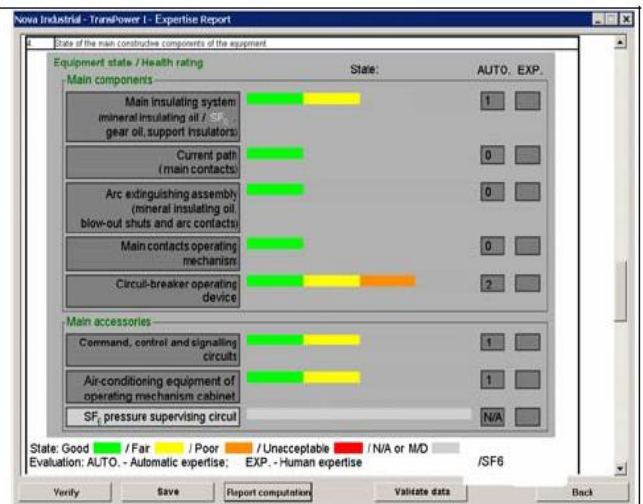 Nova Industrial - TransPower I - Expertise Report
4. State of the main constructive components of the equipment
Equipment state / Health rating
State:
AUTO. EXP.
Main components
Main insulating system
(mineral insulating oil / SF6
gear oil, support insulators)
1
Current path
(main contacts)
0
Arc extinguishing assembly
(mineral insulating oil,
blow-out shuts and arc contacts)
0
Main contacts operating
mechanism
0
Circuil-breaker operating
device
2
Main accessories
Command, control and signalling
circuits
1
Air-conditioning equipment of
operating mechanism cabinet
1
SF6 pressure supervising circuit
N/A
State: Good / Fair / Poor / Unacceptable / N/A or M/D
Evaluation: AUTO. - Automatic expertise; EXP. - Human expertise /SF6
Verify Save Report computation Validate data Back